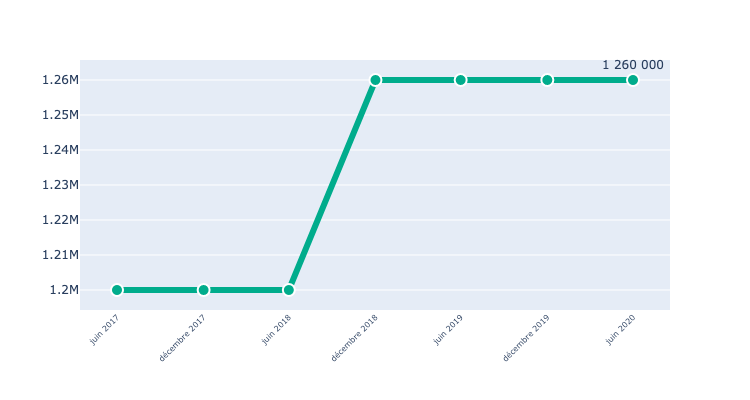 1 260 000
1.26M
1.25M
1.24M
1.23M
1.22M
1.21M
1.2M
juin 2017
décembre 2017
juin 2018
décembre 2018
juin 2019
décembre 2019
juin 2020